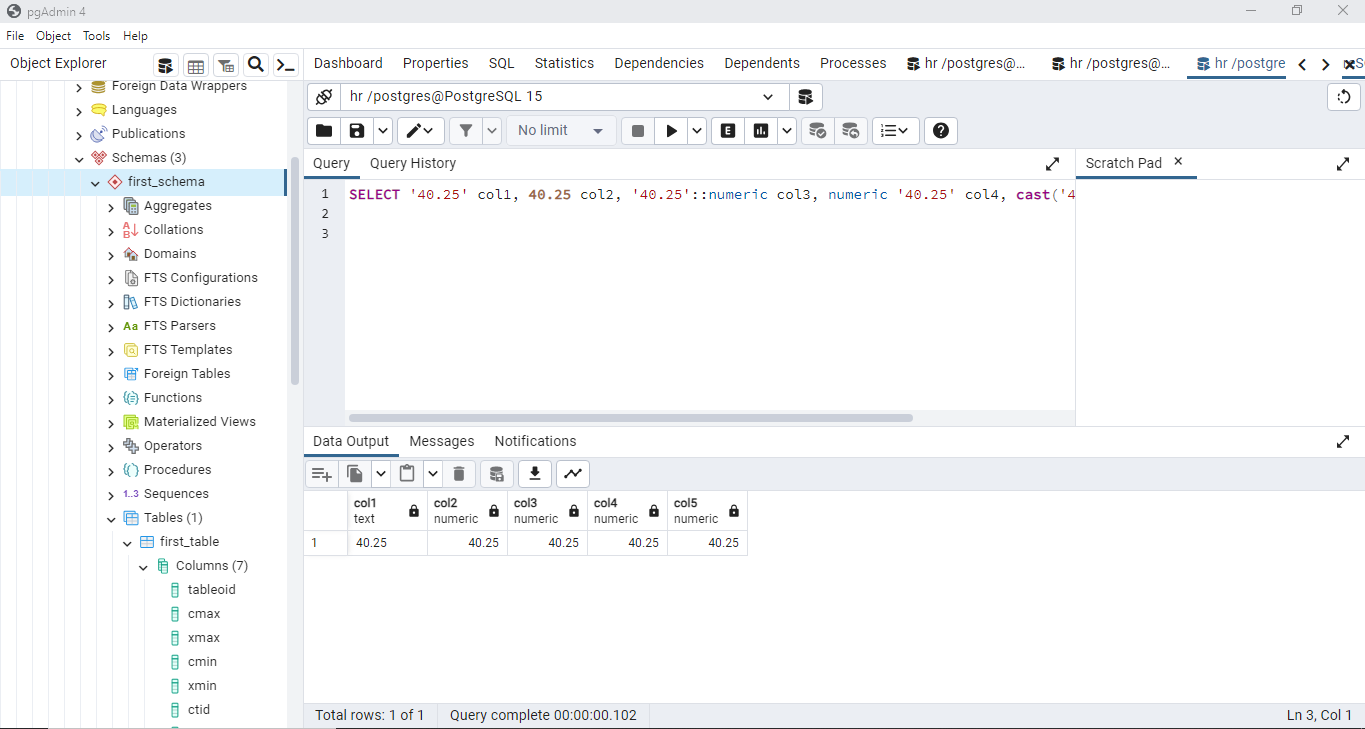 pgAdmin 4
File Object Tools Help
Object Explorer
Dashboard Properties SQL Statistics Dependencies Dependents Processes hr /postgres@... hr /postgres@... hr /postgre
Foreign Data Wrappers
Languages
Publications
Schemas (3)
first_schema
Aggregates
Collations
Domains
FTS Configurations
FTS Dictionaries
Aa FTS Parsers
FTS Templates
Foreign Tables
Functions
Materialized Views
Operators
Procedures
1..3 Sequences
Tables (1)
first_table
Columns (7)
tableoid
cmax
xmax
cmin
xmin
ctid
hr /postgres@PostgreSQL 15
No limit
E
Query Query History
Scratch Pad
1 SELECT '40.25' col1, 40.25 col2, '40.25'::numeric col3, numeric '40.25' col4, cast('4
2
3
Data Output Messages Notifications
col1 col2 col3 col4 col5
text numeric numeric numeric numeric
1 40.25 40.25 40.25 40.25 40.25
Total rows: 1 of 1 Query complete 00:00:00.102 Ln 3, Col 1